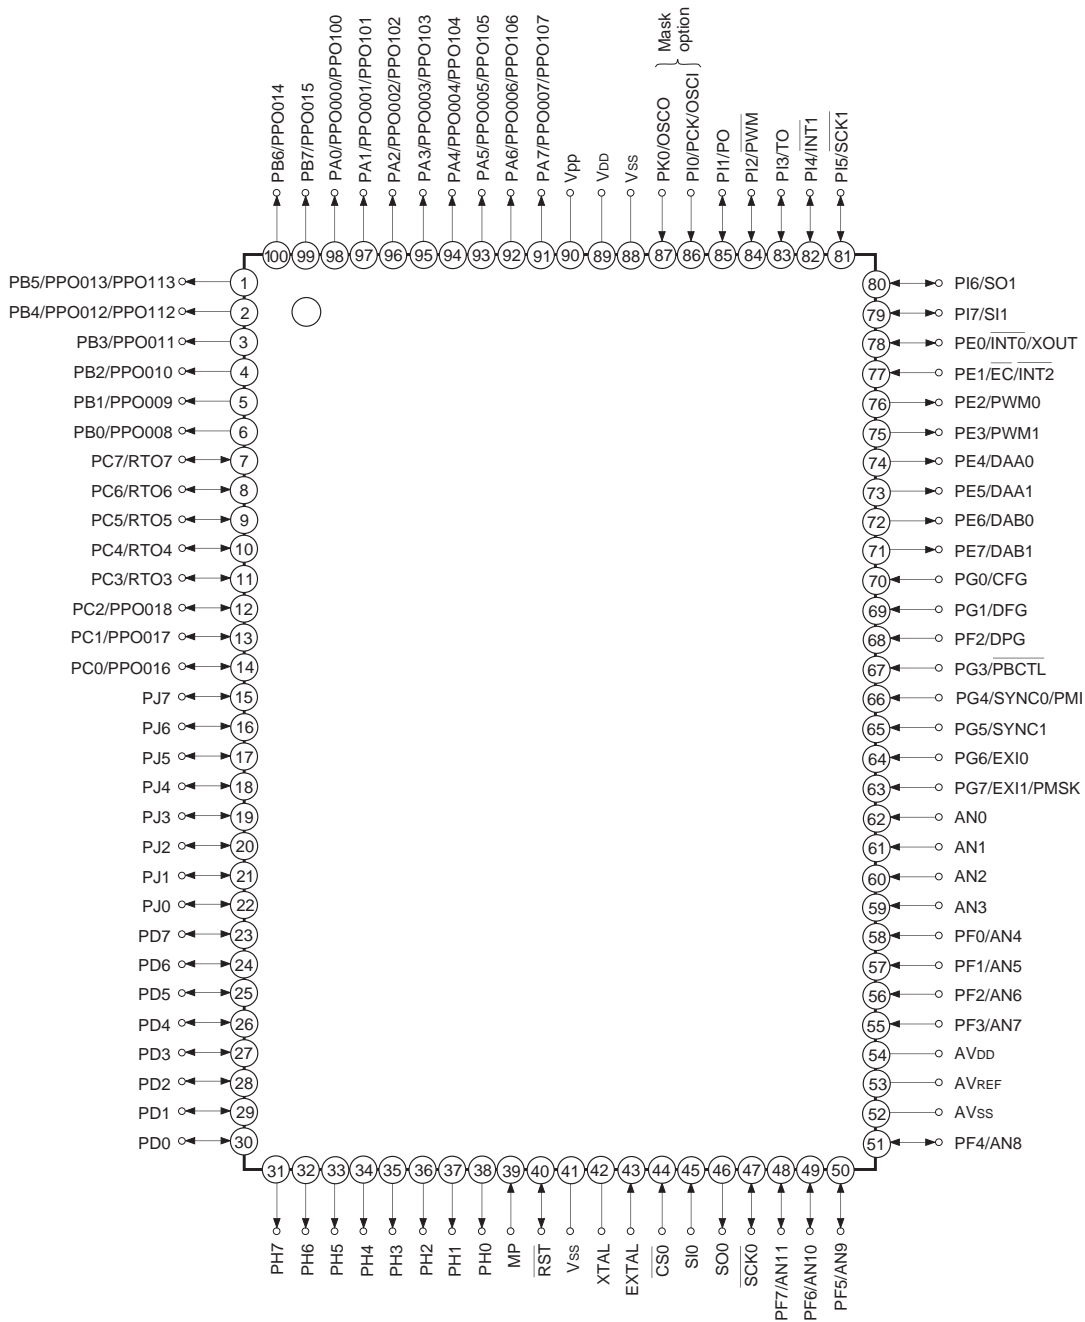 Mask
option
PB6/PPO014
PB7/PPO015
PA0/PPO000/PPO100
PA1/PPO001/PPO101
PA2/PPO002/PPO102
PA3/PPO003/PPO103
PA4/PPO004/PPO104
PA5/PPO005/PPO105
PA6/PPO006/PPO106
PA7/PPO007/PPO107
Vpp
VDD
VSS
PK0/OSCO
PI0/PCK/OSCI
PI1/PO
PI2/PWM
PI3/TO
PI4/INT1
PI5/SCK1
100 99 98 97 96 95 94 93 92 91 90 89 88 87 86 85 84 83 82 81
PB5/PPO013/PPO113 1
PB4/PPO012/PPO112 2
PB3/PPO011 3
PB2/PPO010 4
PB1/PPO009 5
PB0/PPO008 6
PC7/RTO7 7
PC6/RTO6 8
PC5/RTO5 9
PC4/RTO4 10
PC3/RTO3 11
PC2/PPO018 12
PC1/PPO017 13
PC0/PPO016 14
PJ7 15
PJ6 16
PJ5 17
PJ4 18
PJ3 19
PJ2 20
PJ1 21
PJ0 22
PD7 23
PD6 24
PD5 25
PD4 26
PD3 27
PD2 28
PD1 29
PD0 30
80 PI6/SO1
79 PI7/SI1
78 PE0/INT0/XOUT
77 PE1/EC/INT2
76 PE2/PWM0
75 PE3/PWM1
74 PE4/DAA0
73 PE5/DAA1
72 PE6/DAB0
71 PE7/DAB1
70 PG0/CFG
69 PG1/DFG
68 PF2/DPG
67 PG3/PBCTL
66 PG4/SYNC0/PMI
65 PG5/SYNC1
64 PG6/EXI0
63 PG7/EXI1/PMSK
62 AN0
61 AN1
60 AN2
59 AN3
58 PF0/AN4
57 PF1/AN5
56 PF2/AN6
55 PF3/AN7
54 AVDD
53 AVREF
52 AVSS
51 PF4/AN8
31 32 33 34 35 36 37 38 39 40 41 42 43 44 45 46 47 48 49 50
PH7
PH6
PH5
PH4
PH3
PH2
PH1
PH0
MP
RST
VSS
XTAL
EXTAL
CS0
SI0
SO0
SCK0
PF7/AN11
PF6/AN10
PF5/AN9